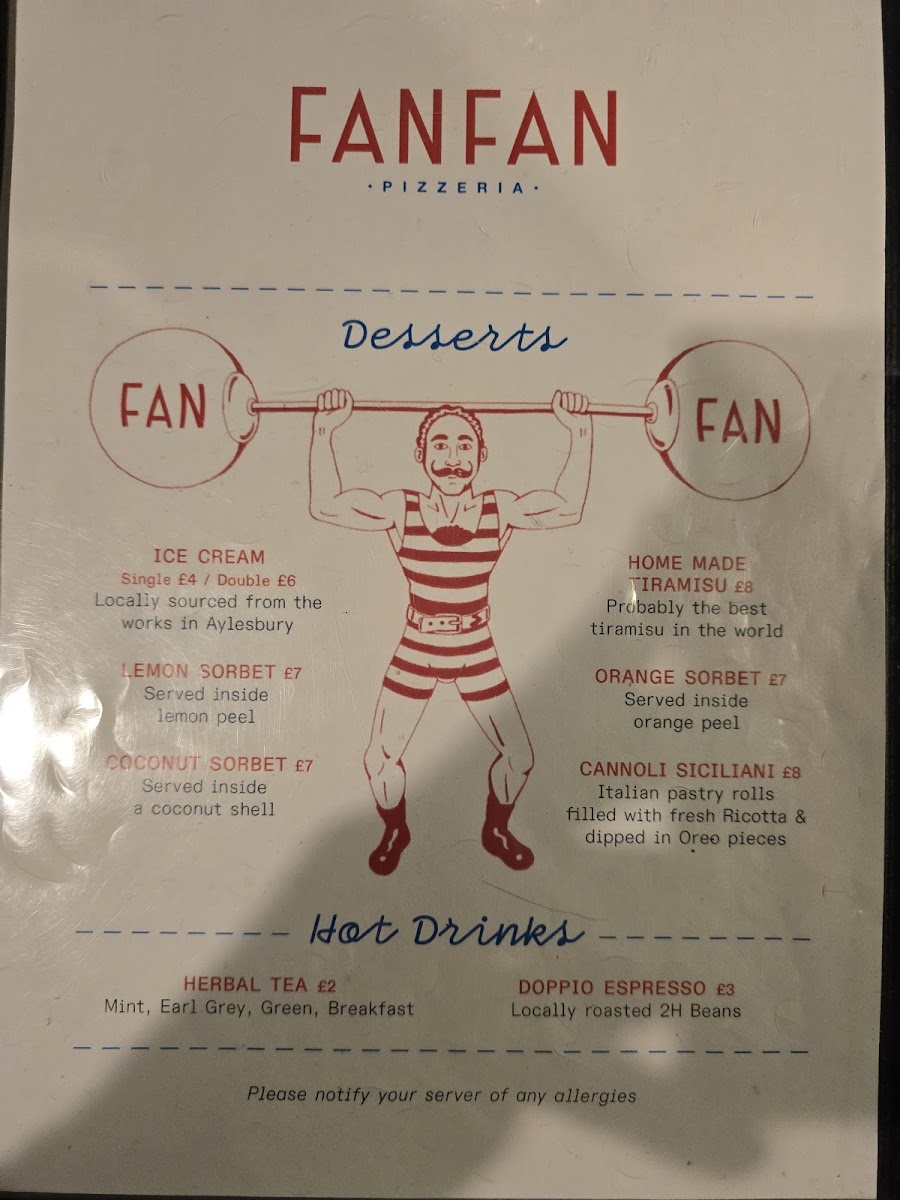 FANFAN
· PIZZERIA ·
Desserts
FAN
FAN
ICE CREAM
Single £4 / Double £6
Locally sourced from the
works in Aylesbury
LEMON SORBET £7
Served inside
lemon peel
COCONUT SORBET £7
Served inside
a coconut shell
HOME MADE
TIRAMISU £8
Probably the best
tiramisu in the world
ORANGE SORBET £7
Served inside
orange peel
CANNOLI SICILIANI £8
Italian pastry rolls
filled with fresh Ricotta &
dipped in Oreo pieces
Hot Drinks
HERBAL TEA £2
Mint, Earl Grey, Green, Breakfast
DOPPIO ESPRESSO £3
Locally roasted 2H Beans
Please notify your server of any allergies